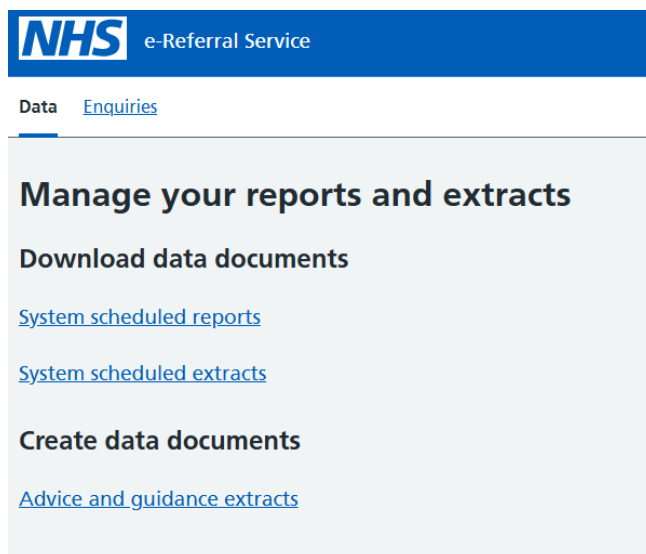 NHS e-Referral Service
Data Enquiries
Manage your reports and extracts
Download data documents
System scheduled reports
System scheduled extracts
Create data documents
Advice and guidance extracts